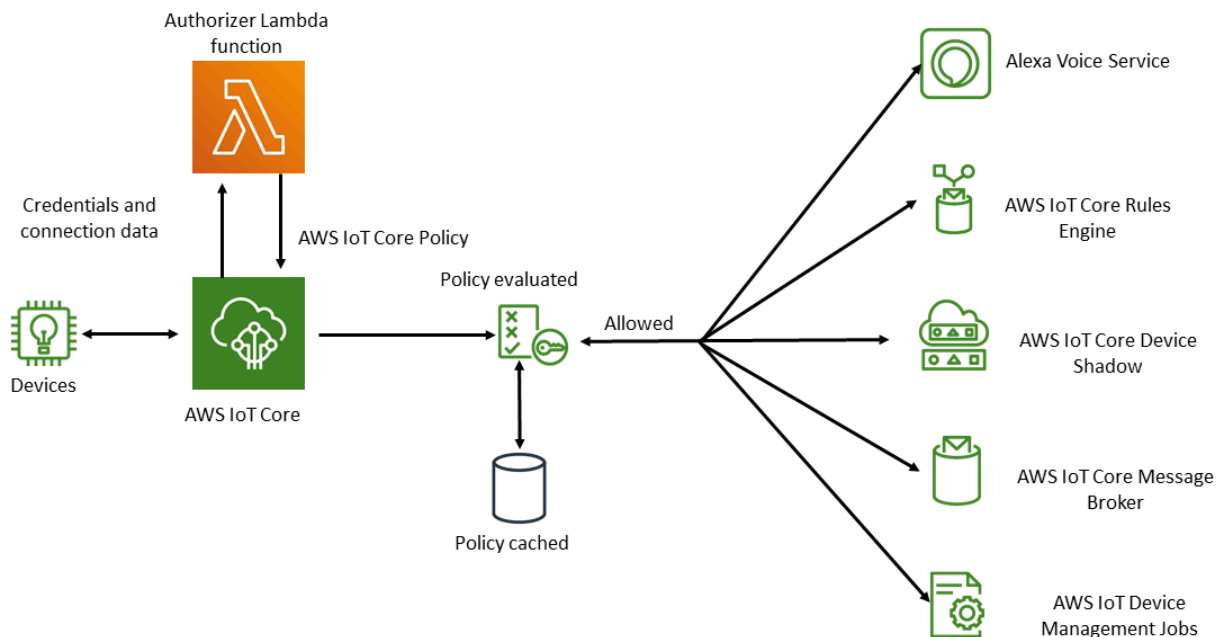 Authorizer Lambda
function
Credentials and
connection data
AWS IoT Core Policy
Devices
AWS IoT Core
Policy evaluated
Policy cached
Allowed
Alexa Voice Service
AWS IoT Core Rules
Engine
AWS IoT Core Device
Shadow
AWS IoT Core Message
Broker
AWS IoT Device
Management Jobs